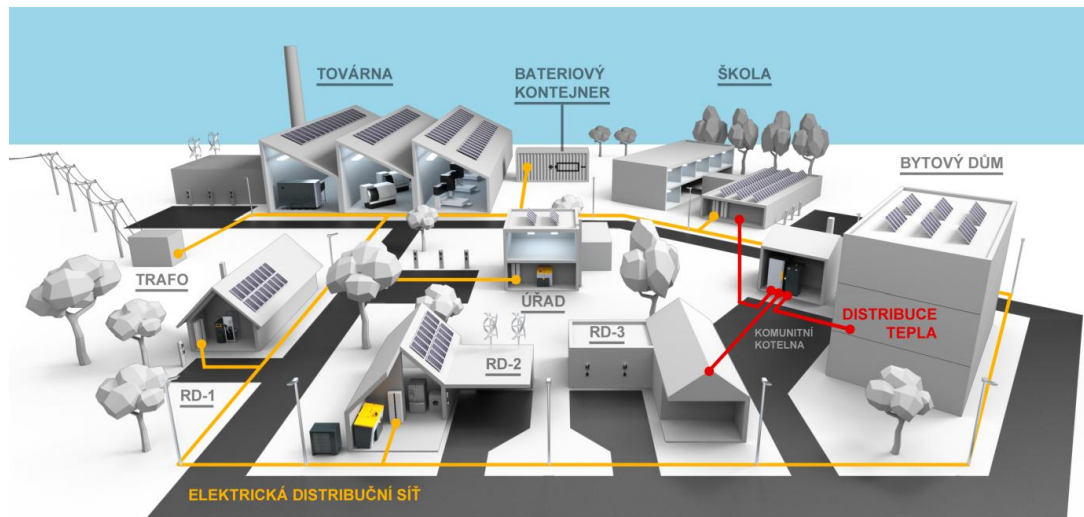 TOVÁRNA
BATERIOVÝ
KONTEJNER
ŠKOLA
BYTOVÝ DŮM
TRAFO
ÚŘAD
DISTRIBUCE
TEPLA
KOMUNITNÍ
KOTELNA
RD-3
RD-2
RD-1
ELEKTRICKÁ DISTRIBUČNÍ SÍŤ